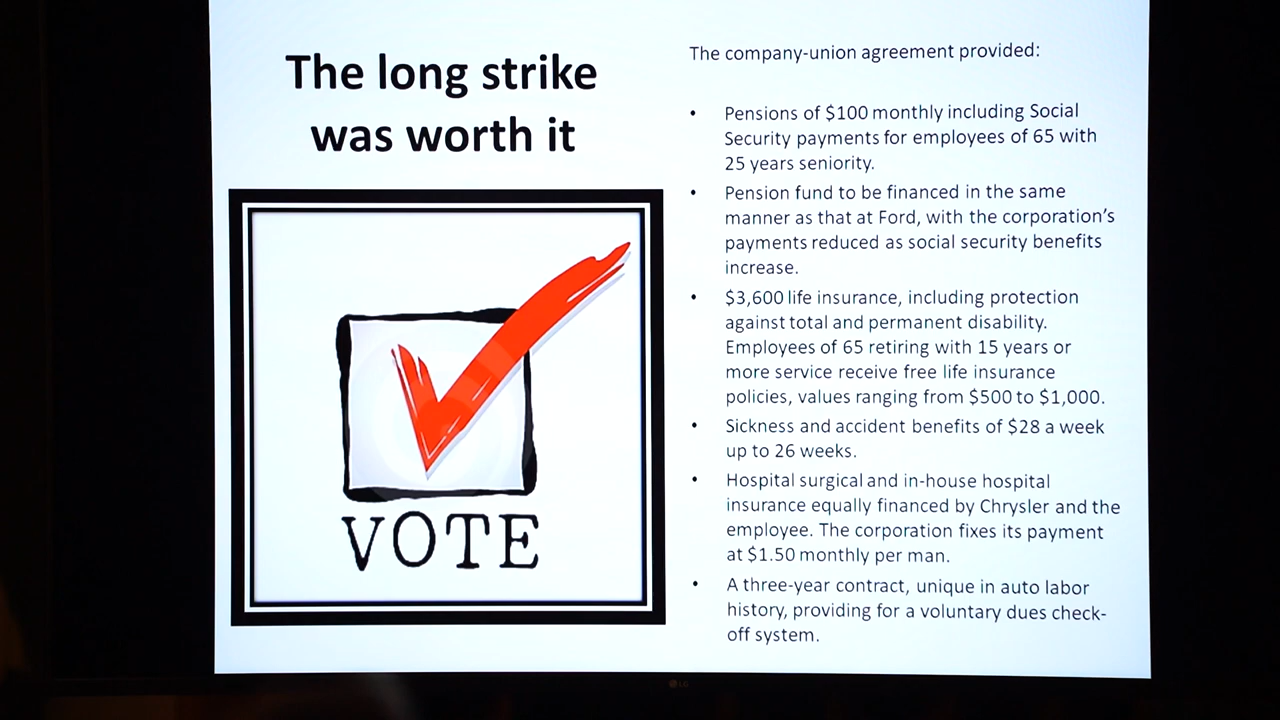 The long strike
was worth it
VOTE
The company-union agreement provided:
• Pensions of $100 monthly including Social
Security payments for employees of 65 with
25 years seniority.
• Pension fund to be financed in the same
manner as that at Ford, with the corporation's
payments reduced as social security benefits
increase.
• $3,600 life insurance, including protection
against total and permanent disability.
Employees of 65 retiring with 15 years or
more service receive free life insurance
policies, values ranging from $500 to $1,000.
• Sickness and accident benefits of $28 a week
up to 26 weeks.
• Hospital surgical and in-house hospital
insurance equally financed by Chrysler and the
employee. The corporation fixes its payment
at $1.50 monthly per man.
• A three-year contract, unique in auto labor
history, providing for a voluntary dues check-
off system.
LG